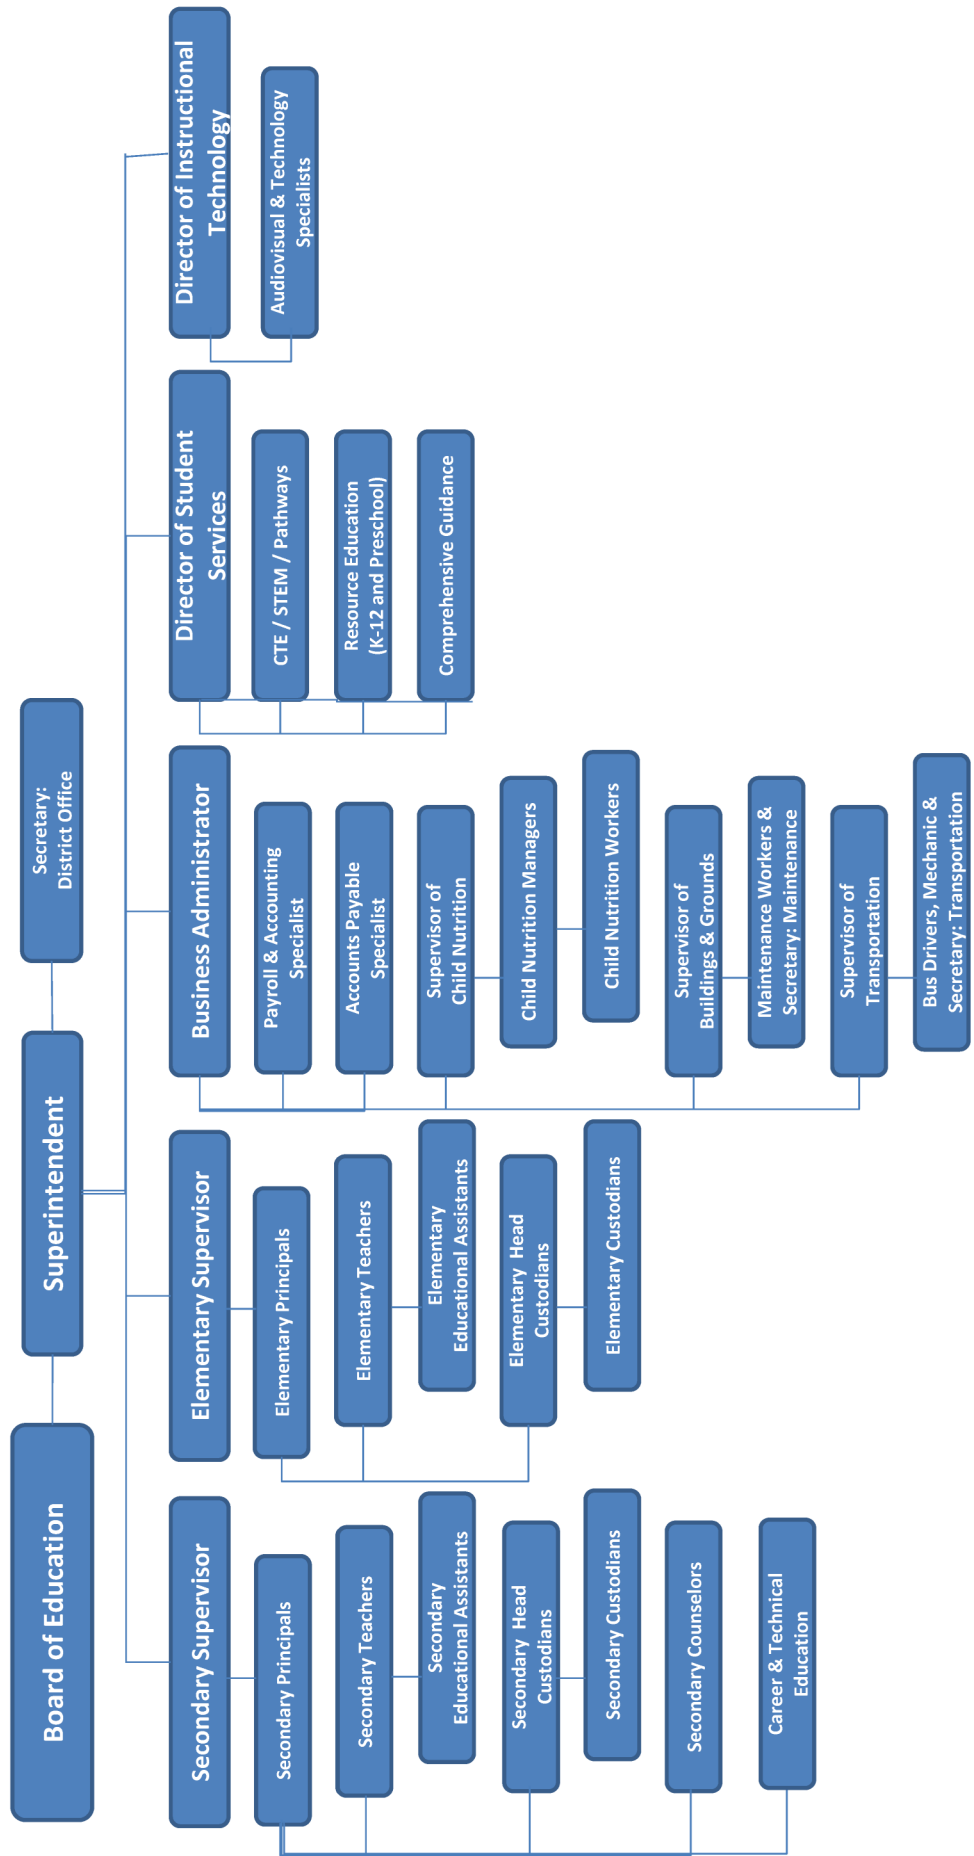 Board of Education
Superintendent
Secretary:
District Office
Secondary Supervisor
Secondary Principals
Secondary Teachers
Secondary
Educational Assistants
Secondary Head
Custodians
Secondary Custodians
Secondary Counselors
Career & Technical
Education
Elementary Supervisor
Elementary Principals
Elementary Teachers
Elementary
Educational Assistants
Elementary Head
Custodians
Elementary Custodians
Business Administrator
Payroll & Accounting
Specialist
Accounts Payable
Specialist
Supervisor of
Child Nutrition
Child Nutrition Managers
Child Nutrition Workers
Supervisor of
Buildings & Grounds
Maintenance Workers &
Secretary: Maintenance
Supervisor of
Transportation
Bus Drivers, Mechanic &
Secretary: Transportation
Director of Student
Services
CTE / STEM / Pathways
Resource Education
(K-12 and Preschool)
Comprehensive Guidance
Director of Instructional
Technology
Audiovisual & Technology
Specialists